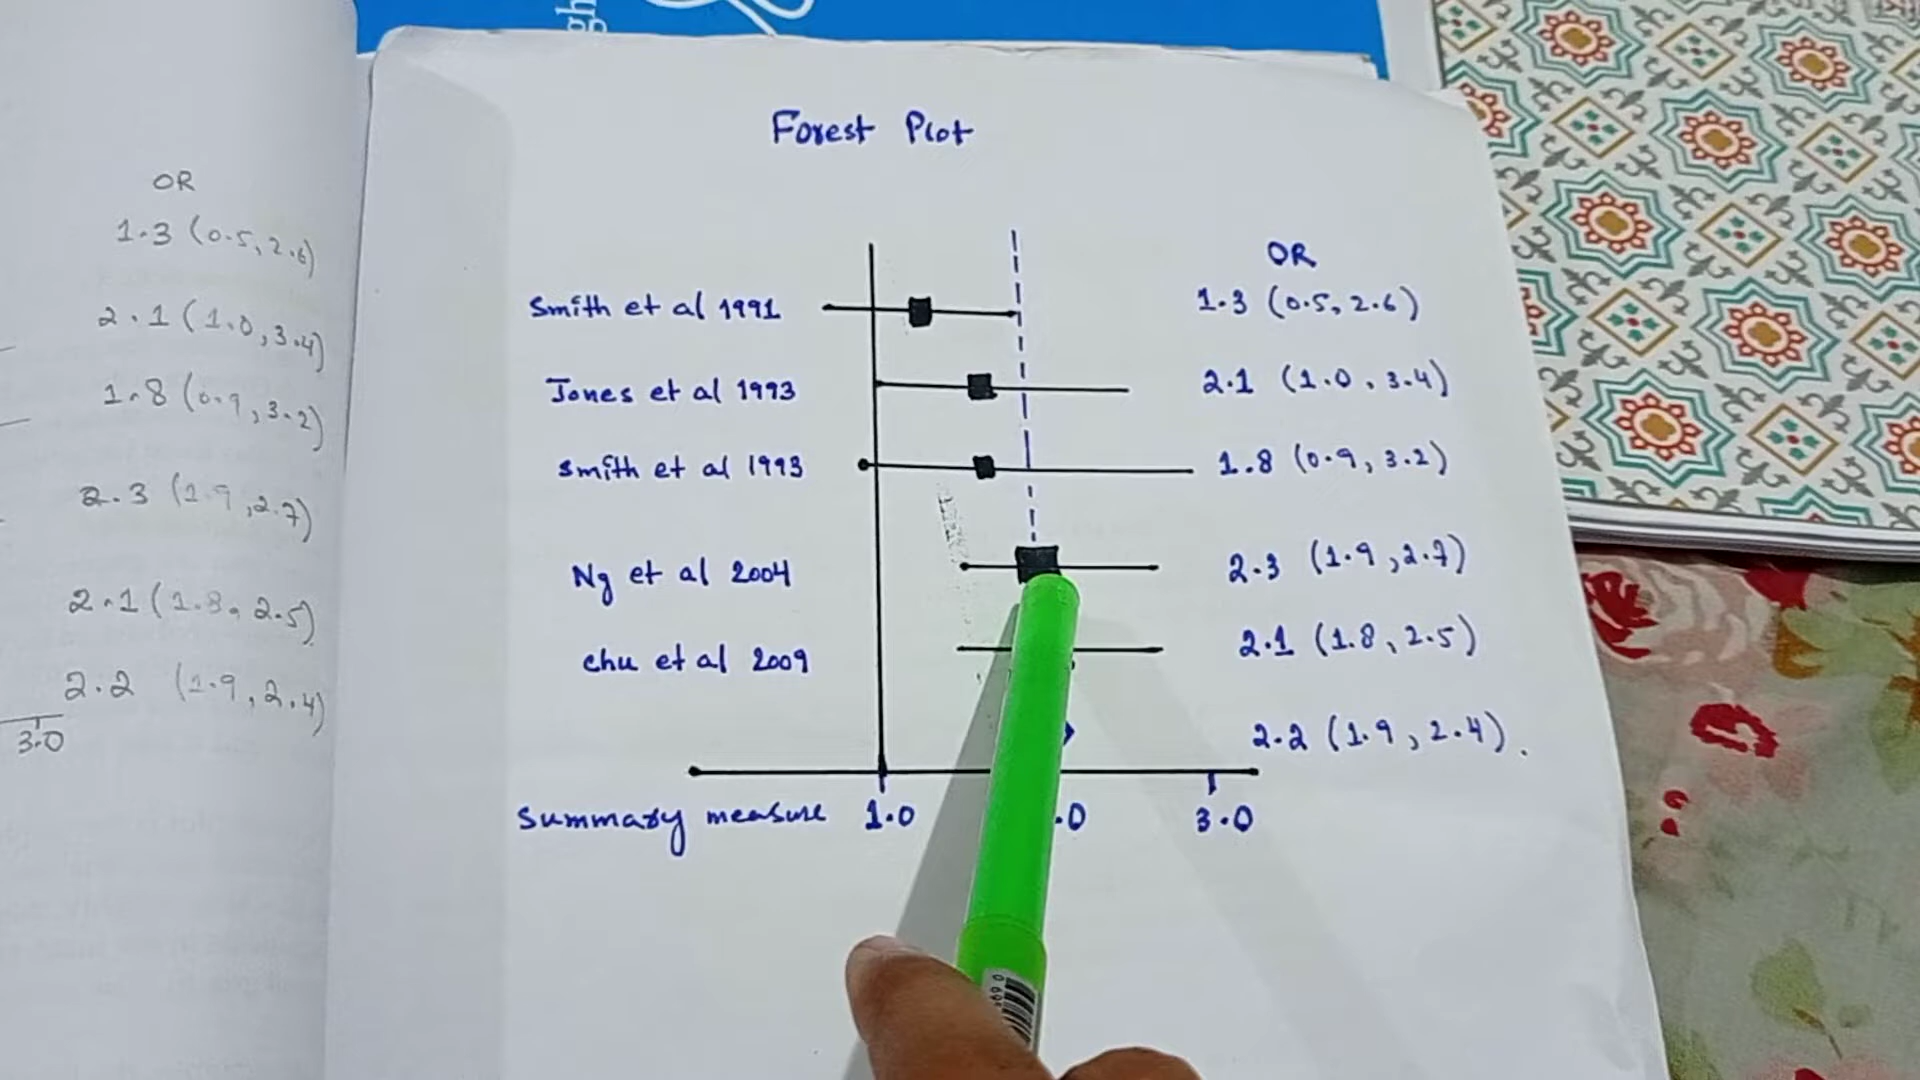 gh
Forest Plot
OR
1.3 (0.5, 2.6)
2.1 (1.0, 3.4)
1.8 (0.9, 3.2)
2.3 (1.9, 2.7)
2.1 (1.8, 2.5)
2.2 (1.9, 2.4)
3.0
OR
Smith et al 1991 1.3 (0.5, 2.6)
Jones et al 1993 2.1 (1.0, 3.4)
Smith et al 1993 1.8 (0.9, 3.2)
Ng et al 2004 2.3 (1.9, 2.7)
chu et al 2009 2.1 (1.8, 2.5)
2.2 (1.9, 2.4).
Summary measure 1.0 .0 3.0